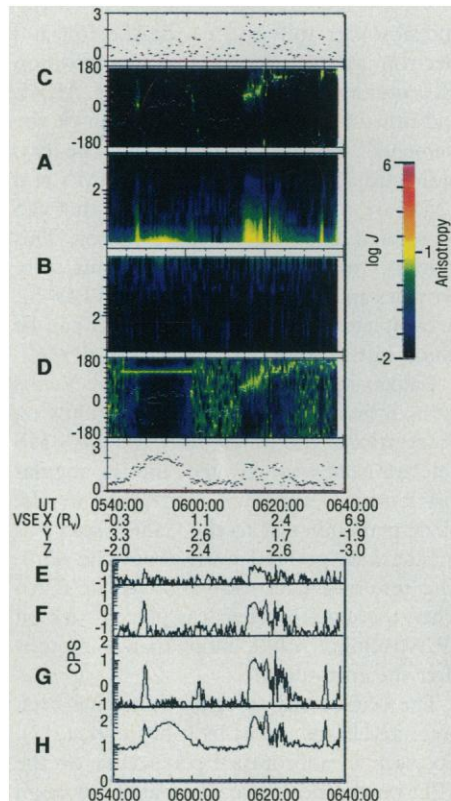 3
0
C
180
0
-180
A
2
B
2
D
180
0
-180
3
0
0540:00 0600:00 0620:00 0640:00
UT
VSE X (Rv) -0.3 1.1 2.4 6.9
Y 3.3 2.6 1.7 -1.9
Z -2.0 -2.4 -2.6 -3.0
6
log J
-2
1
Anisotropy
E
0
-1
F
0
-1
G
2
1
0
-1
H
2
1
0
CPS
0540:00 0600:00 0620:00 0640:00